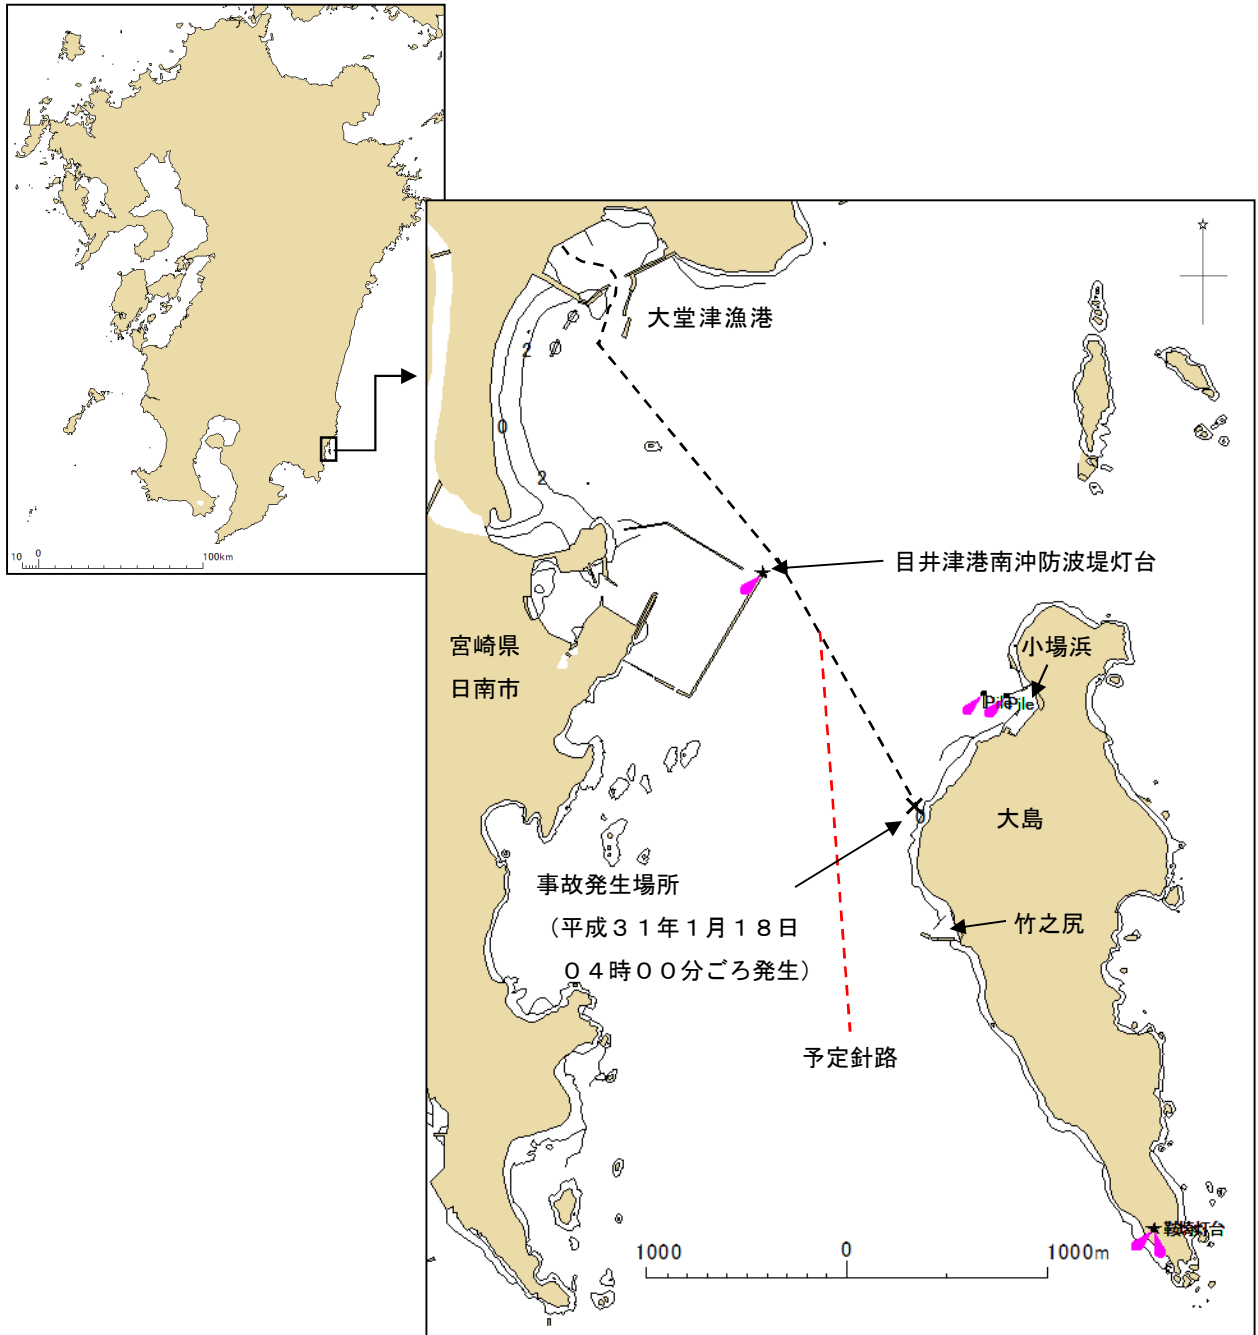 10 0 100km
大堂津漁港
2
0
2
目井津港南沖防波堤灯台
宮崎県
日南市
小場浜
Pile
Pile
大島
0
事故発生場所
（平成３１年１月１８日
０４時００分ごろ発生）
竹之尻
予定針路
鞍埼灯台
1000 0 1000m